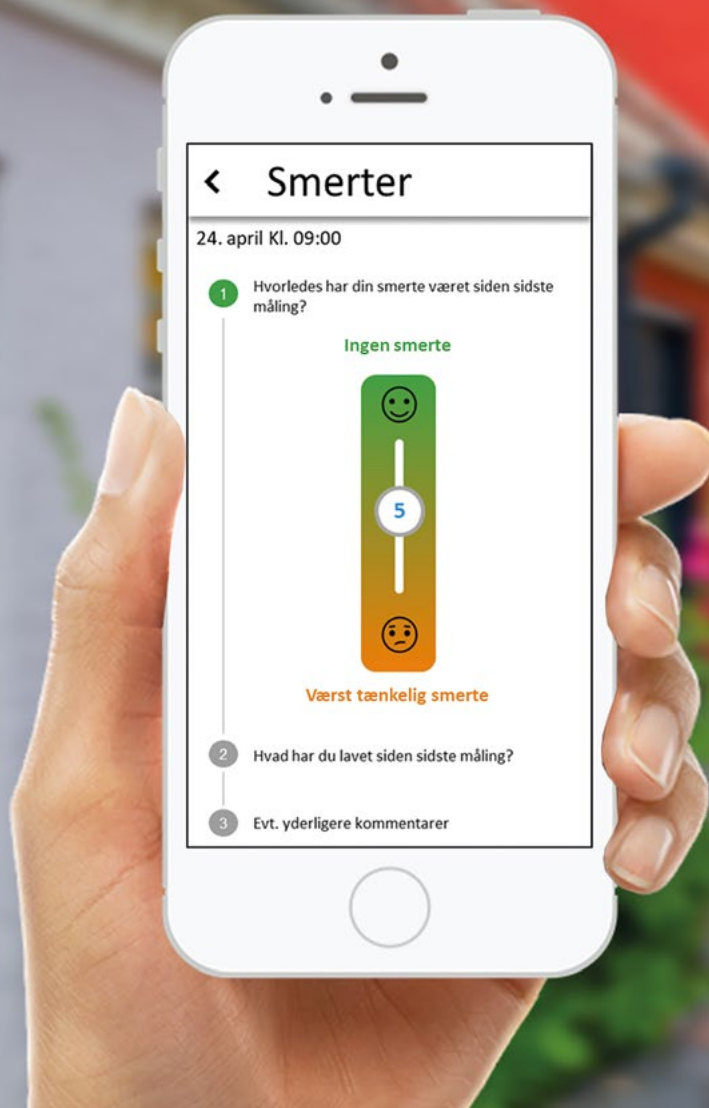 Smerter
24. april Kl. 09:00
1
Hvorledes har din smerte været siden sidste
måling?
Ingen smerte
5
Værst tænkelig smerte
2
Hvad har du lavet siden sidste måling?
3
Evt. yderligere kommentarer